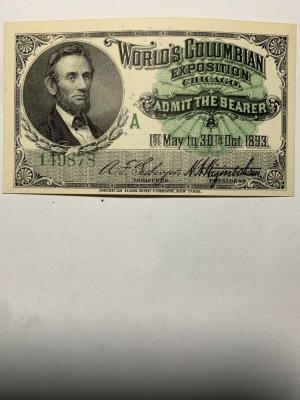 WORLD'S COLUMBIAN
EXPOSITION
CHICAGO.
ADMIT THE BEARER
A
1ST May to 30TH Oct. 1893.
149878
TREASURER.
PRESIDENT.
AMERICAN BANK NOTE COMPANY, NEW YORK.